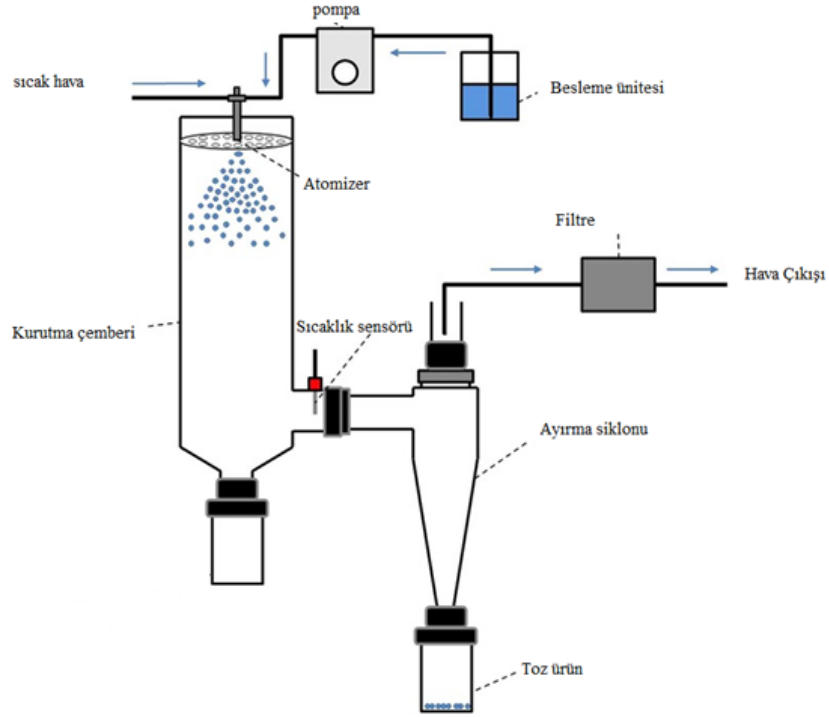 pompa
sıcak hava
Besleme ünitesi
Atomizer
Filtre
Hava Çıkışı
Sıcaklık sensörü
Kurutma çemberi
Ayırma siklonu
Toz ürün